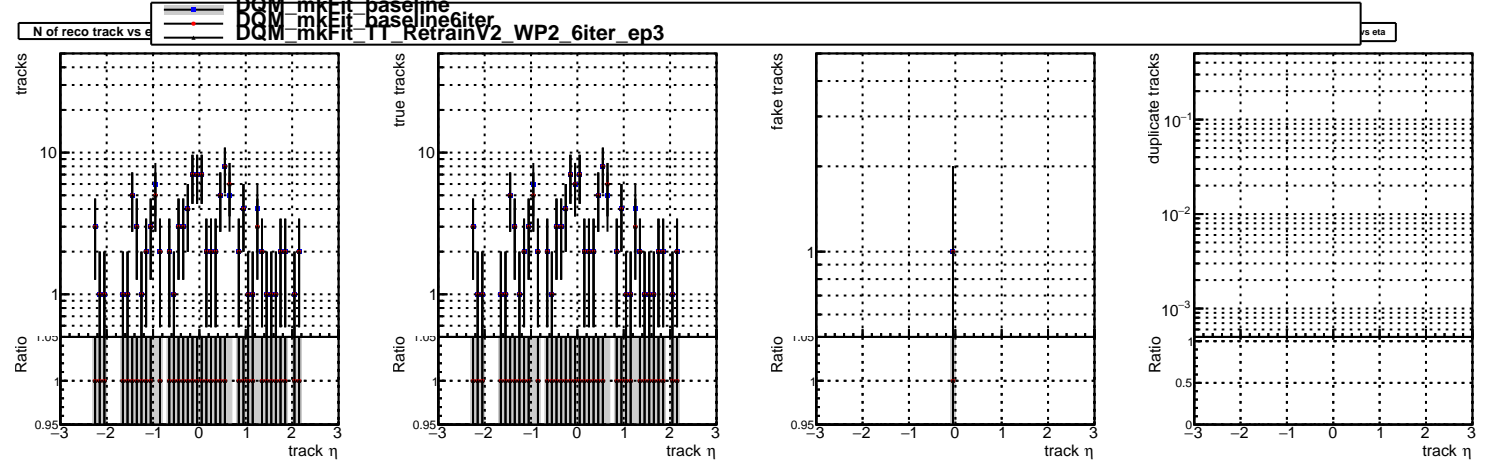 DQM_mkFit_baseline
DQM_mkFit_baseline6iter
DQM_mkFit_TT_RetrainV2_WP2_6iter_ep3
N of reco track vs e
vs eta
tracks
10
1
Ratio
1.05
1
0.95
−3 −2 −1 0 1 2 3
track η
true tracks
10
1
Ratio
1.05
1
0.95
−3 −2 −1 0 1 2 3
track η
fake tracks
1
Ratio
1.05
1
0.95
−3 −2 −1 0 1 2 3
track η
duplicate tracks
10−1
10−2
10−3
Ratio
1
0.5
0
−3 −2 −1 0 1 2 3
track η